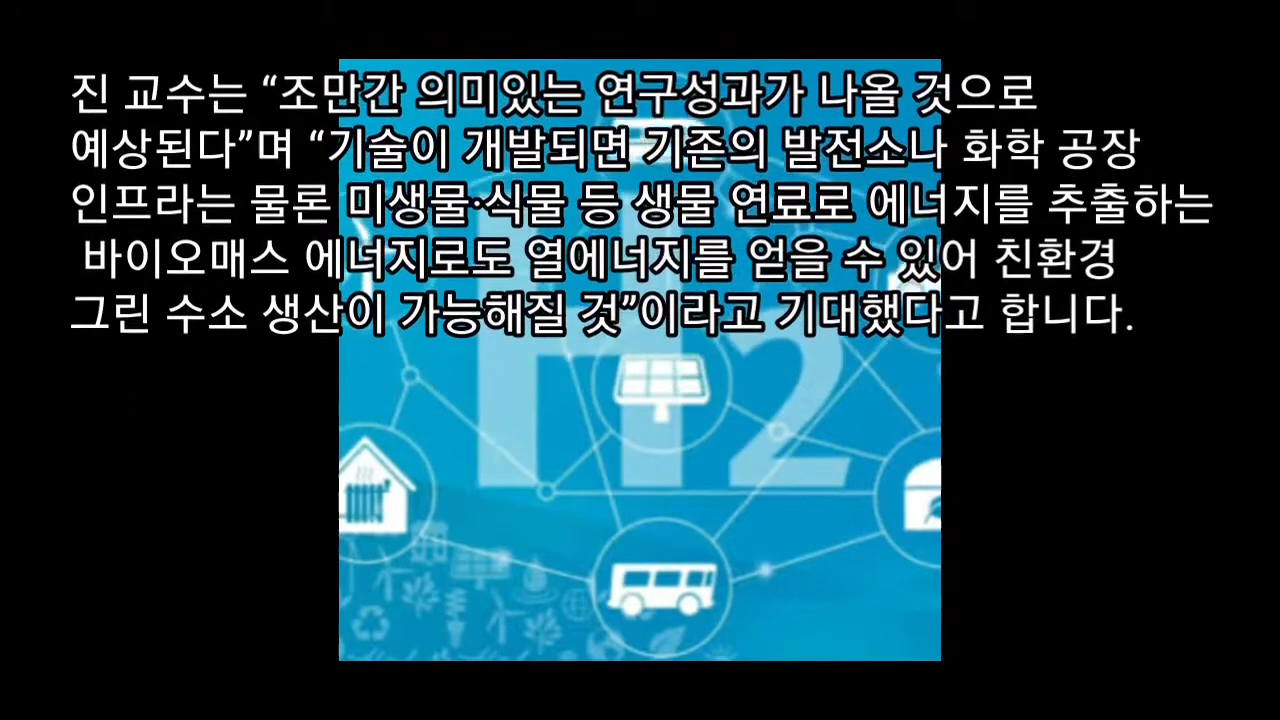 진 교수는 “조만간 의미있는 연구성과가 나올 것으로
예상된다”며 “기술이 개발되면 기존의 발전소나 화학 공장
인프라는 물론 미생물·식물 등 생물 연료로 에너지를 추출하는
바이오매스 에너지로도 열에너지를 얻을 수 있어 친환경
그린 수소 생산이 가능해질 것”이라고 기대했다고 합니다.
H2